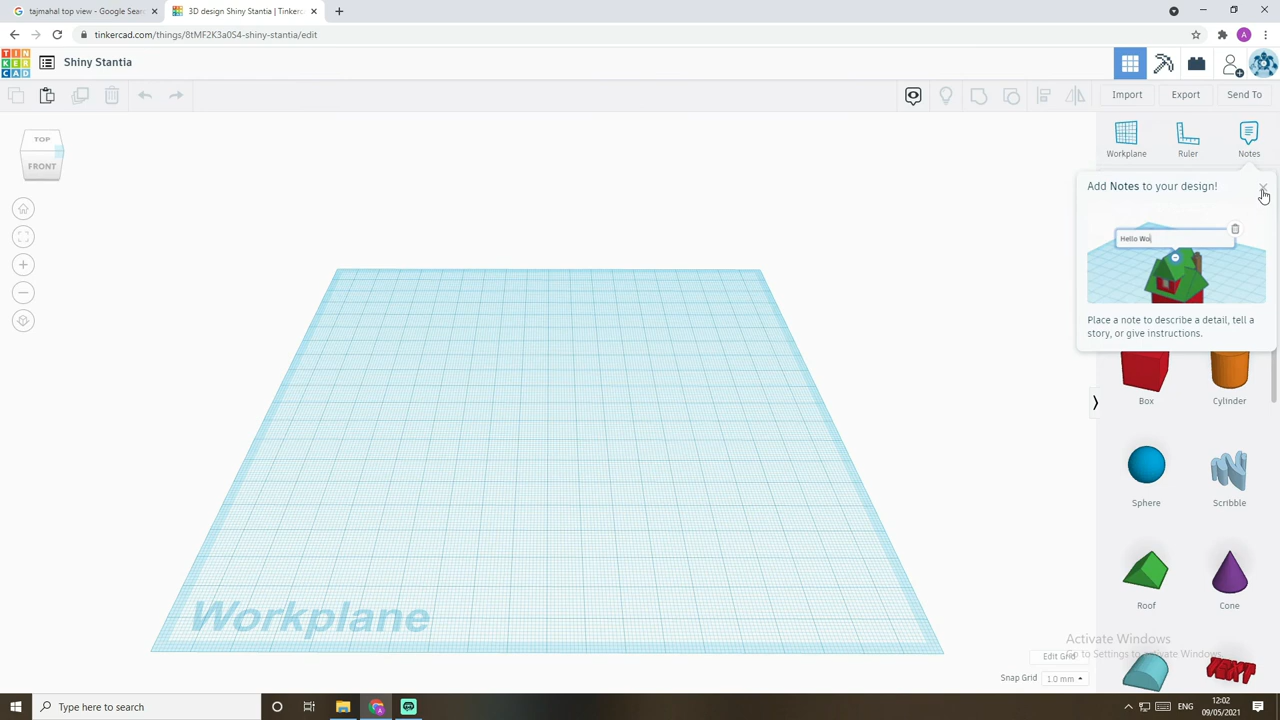 tajmahal top view - Google Sear
3D design Shiny Stantia | Tinkerc
tinkercad.com/things/8tMF2K3a0S4-shiny-stantia/edit
A
TIN
KER
CAD
Shiny Stantia
Import
Export
Send To
TOP
FRONT
Workplane
Ruler
Notes
Add Notes to your design!
Hello Wo
Place a note to describe a detail, tell a
story, or give instructions.
Box
Cylinder
Sphere
Scribble
Roof
Cone
TEXT
Workplane
Activate Windows
Go to Settings to activate Windows.
Edit Grid
Snap Grid
1.0 mm
Type here to search
ENG
12:02
09/05/2021